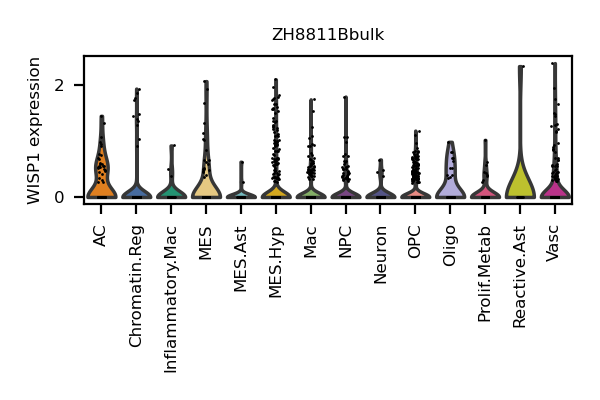 ZH8811Bbulk
WISP1 expression
2
0
AC
Chromatin.Reg
Inflammatory.Mac
MES
MES.Ast
MES.Hyp
Mac
NPC
Neuron
OPC
Oligo
Prolif.Metab
Reactive.Ast
Vasc